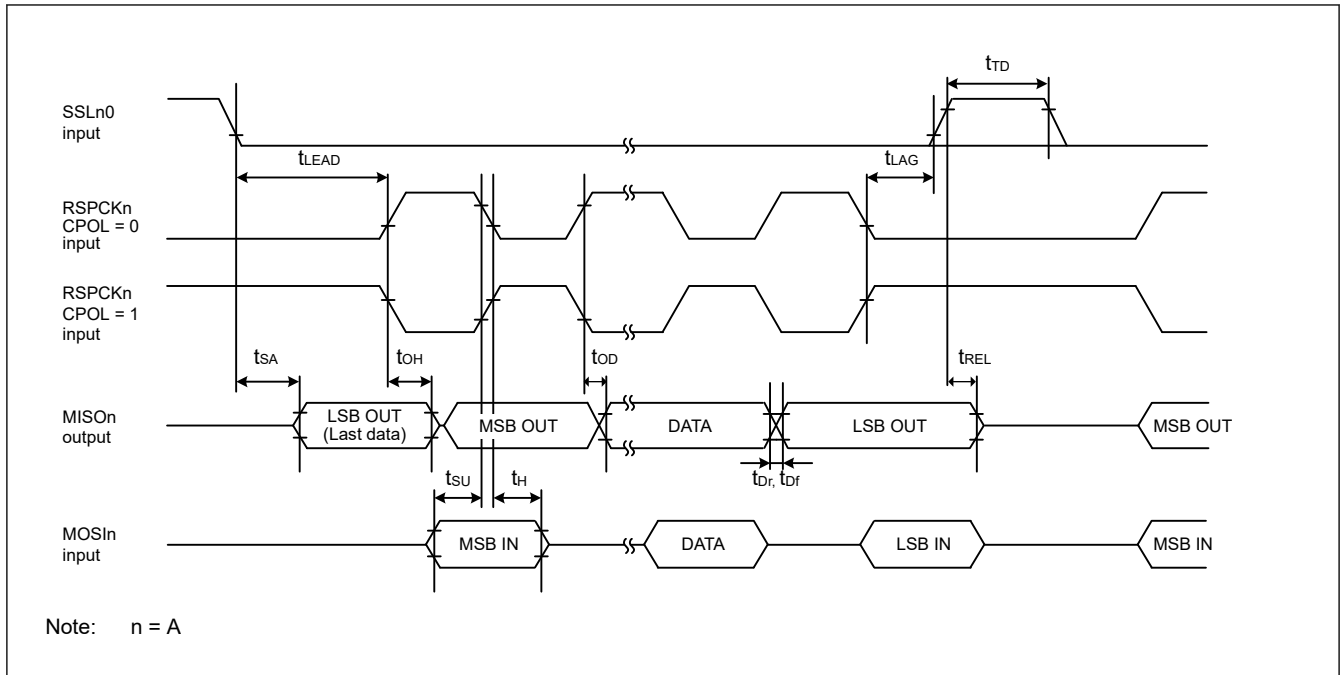 tTD
SSLn0
input
tLEAD
tLAG
RSPCKn
CPOL = 0
input
RSPCKn
CPOL = 1
input
tSA
tOH
tOD
tREL
MISOn
output
LSB OUT
(Last data)
MSB OUT
DATA
LSB OUT
MSB OUT
tSU
tH
tDr, tDf
MOSIn
input
MSB IN
DATA
LSB IN
MSB IN
Note: n = A